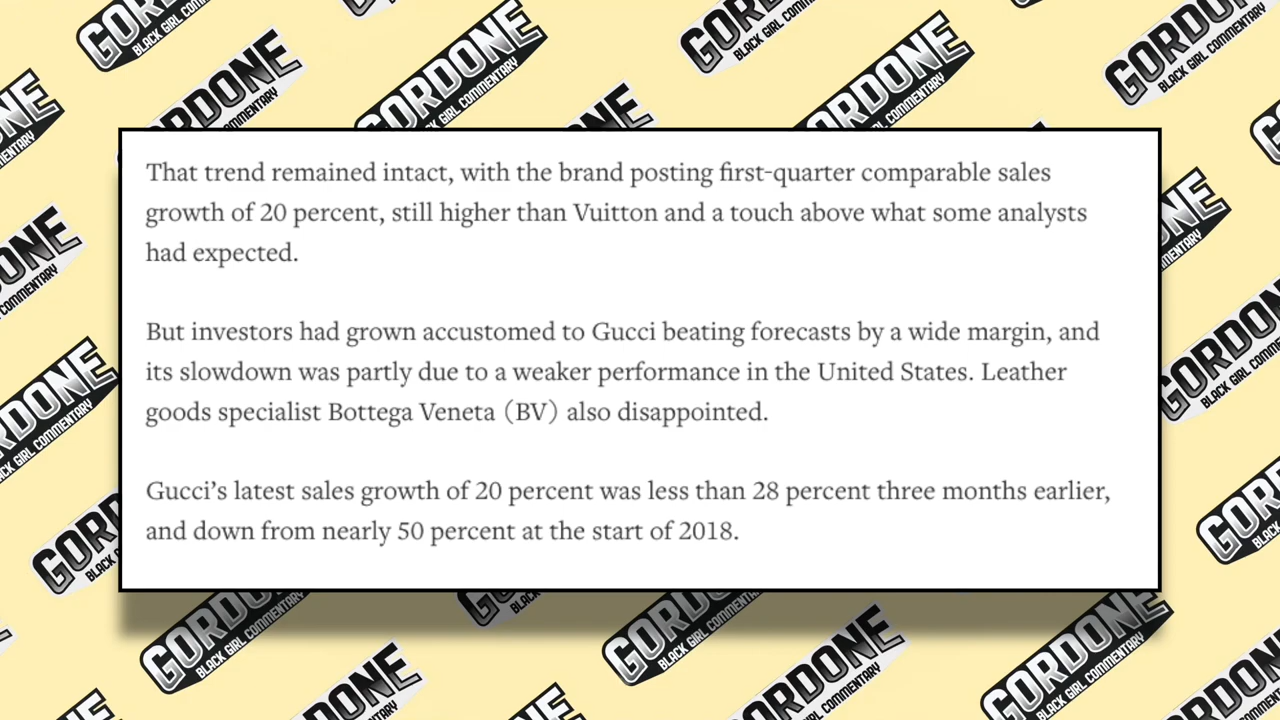 GORDONE
BLACK GIRL COMMENTARY
That trend remained intact, with the brand posting first-quarter comparable sales
growth of 20 percent, still higher than Vuitton and a touch above what some analysts
had expected.
But investors had grown accustomed to Gucci beating forecasts by a wide margin, and
its slowdown was partly due to a weaker performance in the United States. Leather
goods specialist Bottega Veneta (BV) also disappointed.
Gucci’s latest sales growth of 20 percent was less than 28 percent three months earlier,
and down from nearly 50 percent at the start of 2018.
GORDONE
BLACK GIRL COMMENTARY